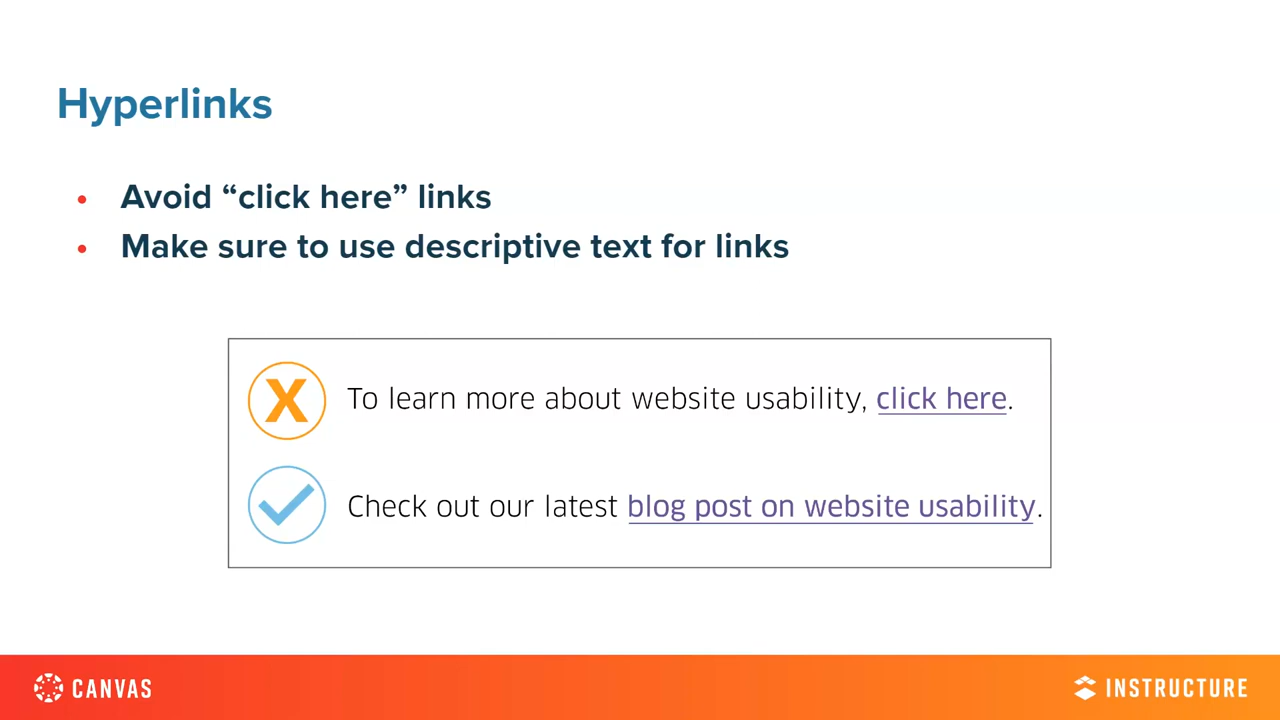 Hyperlinks
• Avoid “click here” links
• Make sure to use descriptive text for links
X To learn more about website usability, click here.
Check out our latest blog post on website usability.
CANVAS
INSTRUCTURE